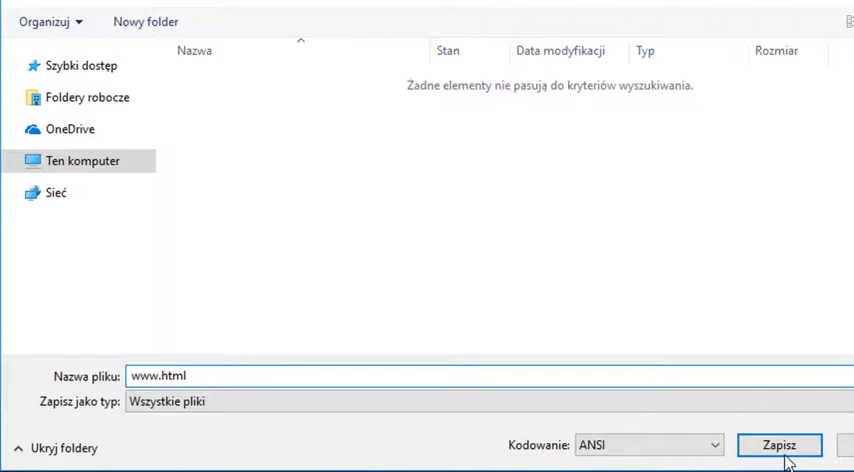 Organizuj Nowy folder
Nazwa Stan Data modyfikacji Typ Rozmiar
Szybki dostęp
Żadne elementy nie pasują do kryteriów wyszukiwania.
Foldery robocze
OneDrive
Ten komputer
Sieć
Nazwa pliku: www.html
Zapisz jako typ: Wszystkie pliki
Ukryj foldery Kodowanie: ANSI Zapisz